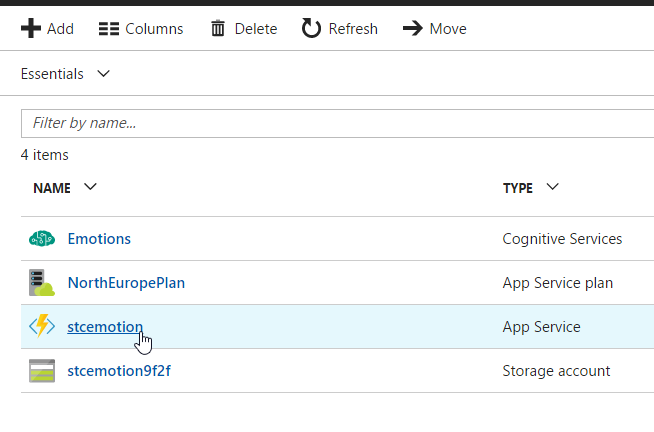 Add Columns Delete Refresh Move
Essentials
Filter by name...
4 items
NAME TYPE
Emotions Cognitive Services
NorthEuropePlan App Service plan
stcemotion App Service
stcemotion9f2f Storage account